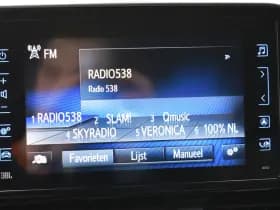 FM
RADIO538
Radio 538
1 RADIO538 2 SLAM! 3 Qmusic
4 SKYRADIO 5 VERONICA 6 100% NL
Favorieten Lijst Manueel
JBL